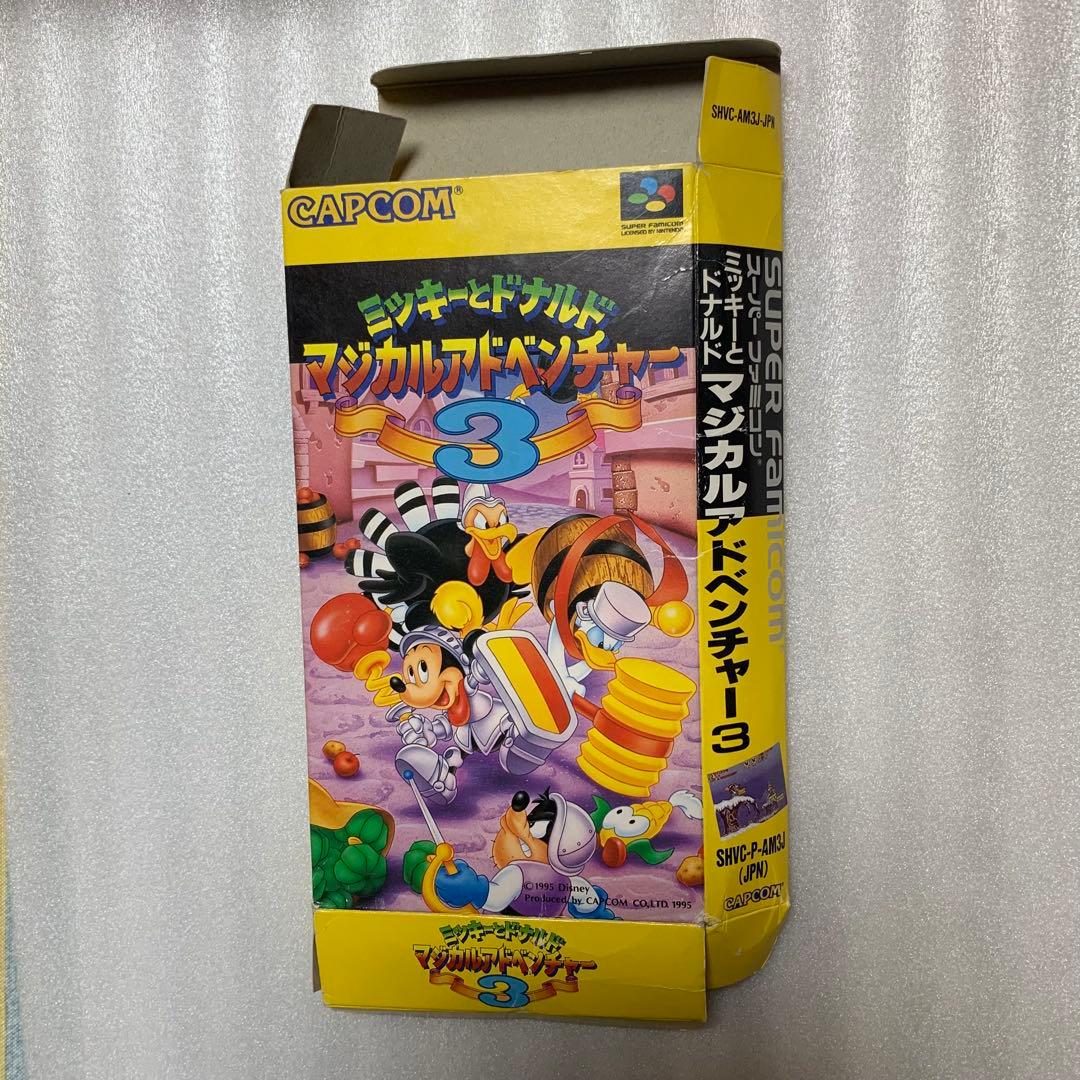 SHVC-AM3J-JPN
CAPCOM®
SUPER FAMICOM
LICENSED BY NINTENDO
ミッキーとドナルド
マジカルアドベンチャー
3
©1995 Disney
Produced by CAPCOM CO.,LTD. 1995
ミッキーとドナルド
マジカルアドベンチャー
3
SUPER FAMICOM
スーパーファミコン®
ミッキーと
ドナルド
マジカルアドベンチャー3
SHVC-P-AM3J
(JPN)
CAPCOM